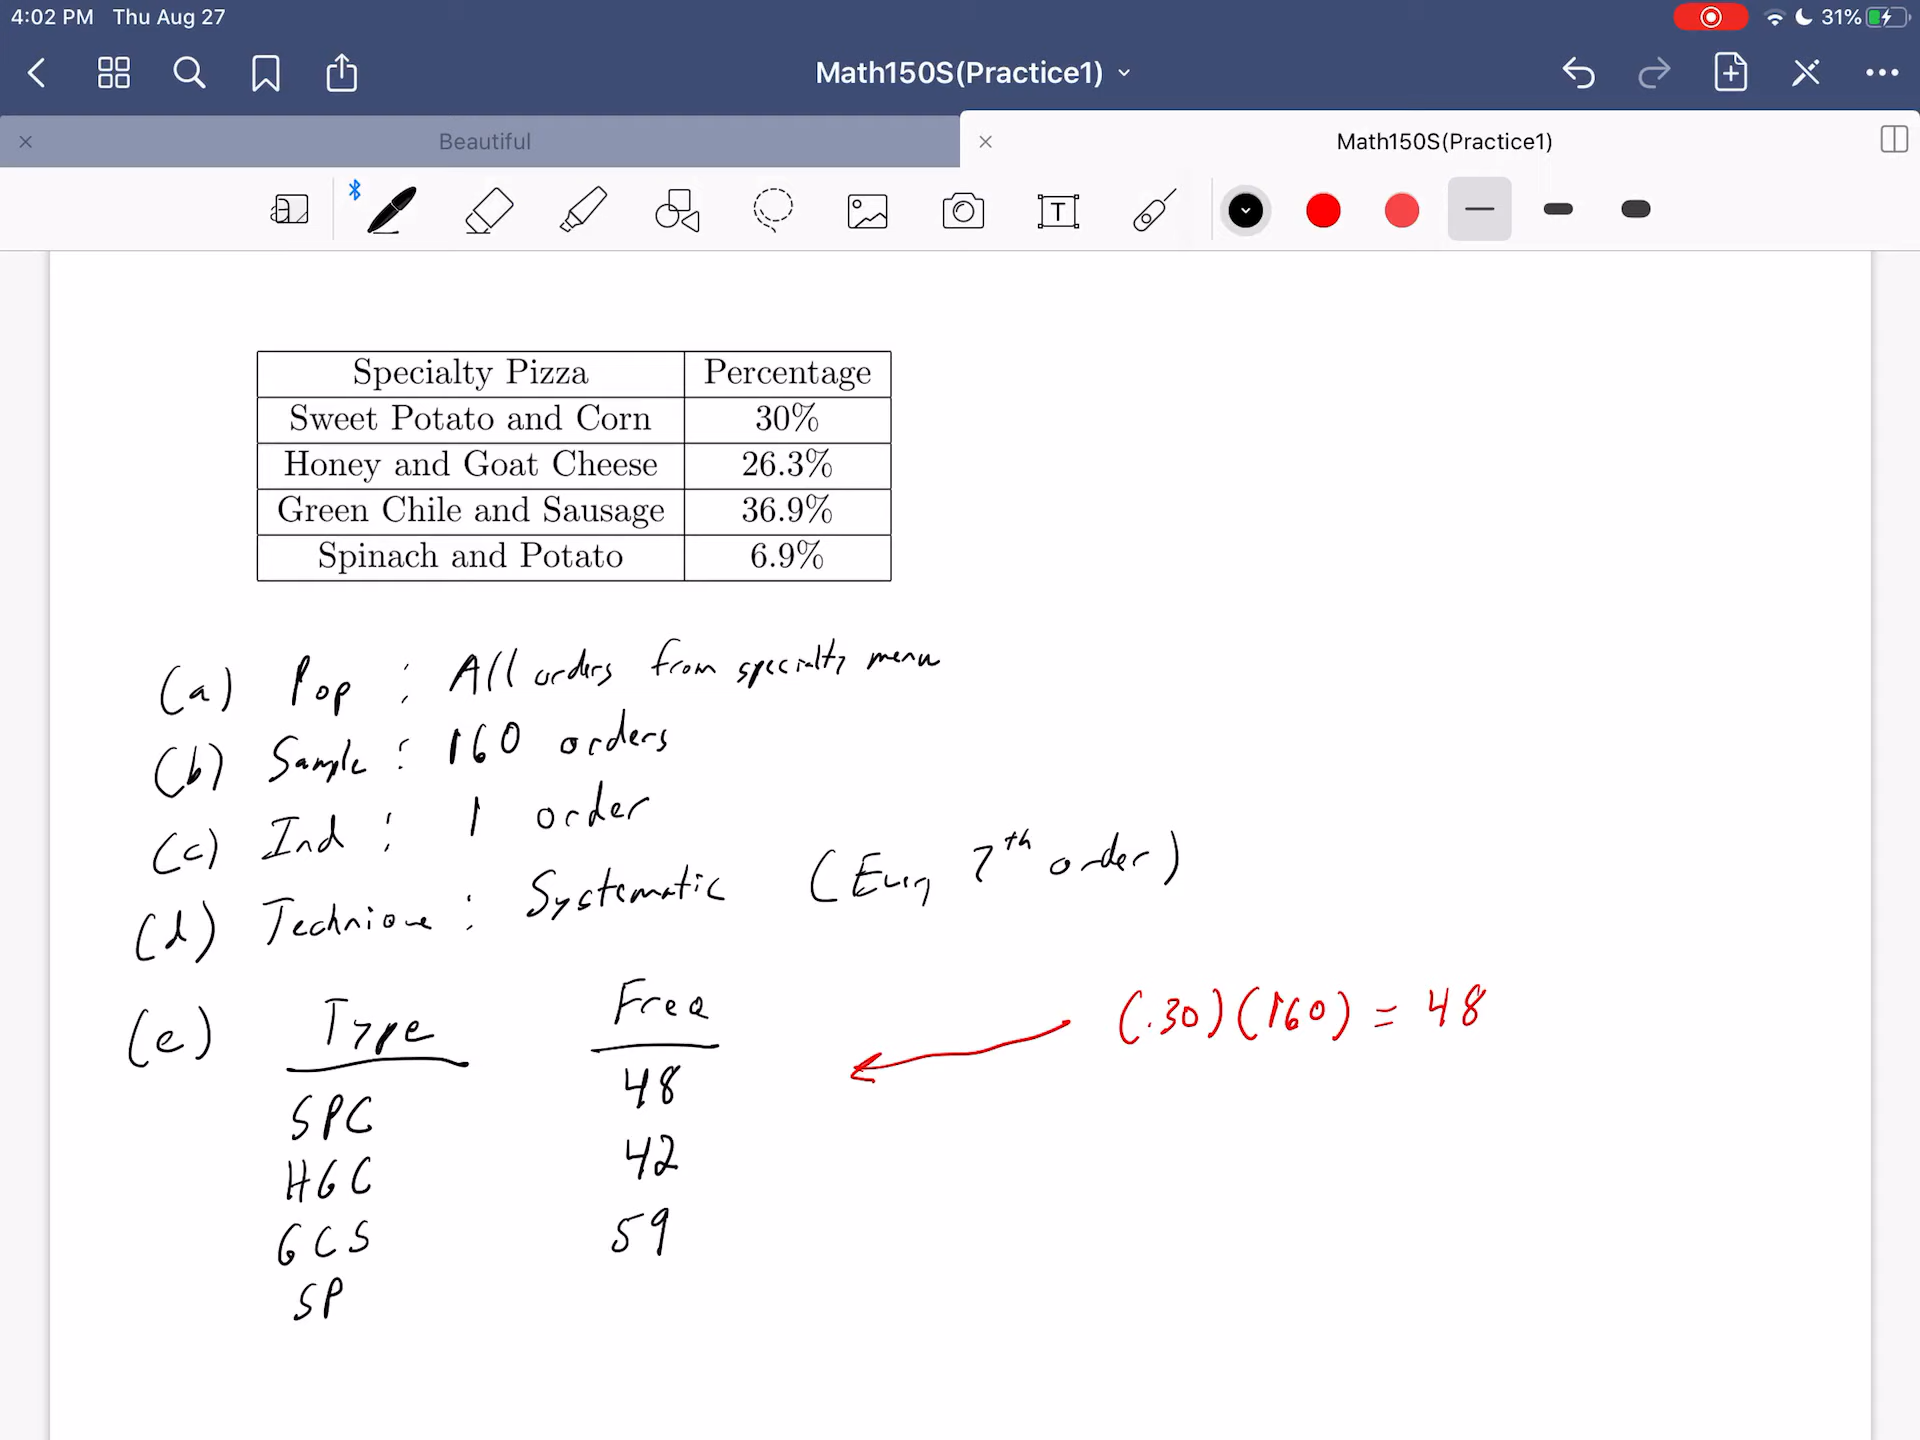 4:02 PM Thu Aug 27
31%
Math150S(Practice1)
Beautiful
Math150S(Practice1)
a T
Specialty Pizza Percentage
Sweet Potato and Corn 30%
Honey and Goat Cheese 26.3%
Green Chile and Sausage 36.9%
Spinach and Potato 6.9%
(a) Pop : All orders from specialty menu
(b) Sample : 160 orders
(c) Ind : 1 order
(d) Technique : Systematic (Every 7th order)
(e) Type Freq
(.30)(160) = 48
SPC 48
HGC 42
GCS 59
SP